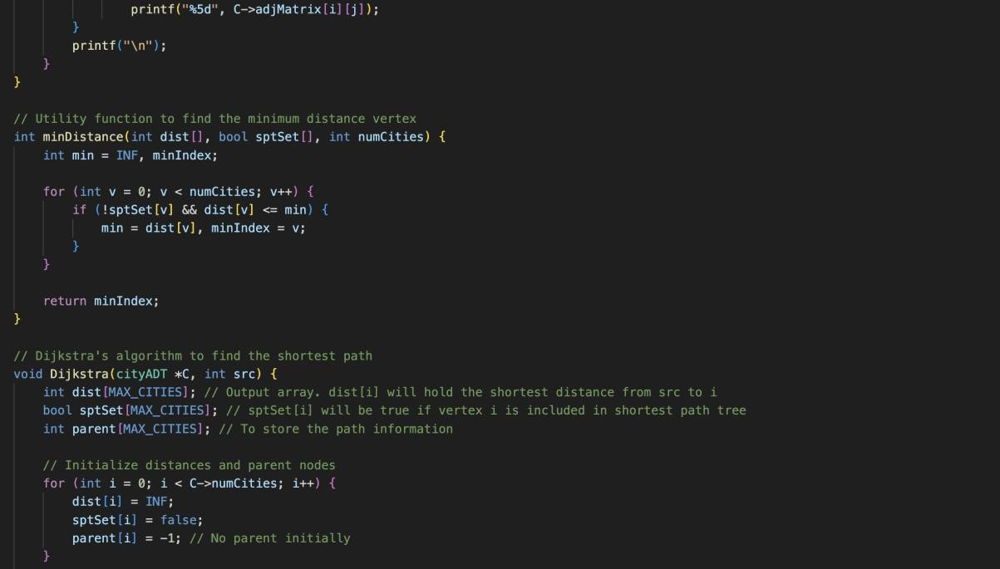 printf("%5d", C->adjMatrix[i][j]);
        }
        printf("\n");
    }
}

// Utility function to find the minimum distance vertex
int minDistance(int dist[], bool sptSet[], int numCities) {
    int min = INF, minIndex;

    for (int v = 0; v < numCities; v++) {
        if (!sptSet[v] && dist[v] <= min) {
            min = dist[v], minIndex = v;
        }
    }

    return minIndex;
}

// Dijkstra's algorithm to find the shortest path
void Dijkstra(cityADT *C, int src) {
    int dist[MAX_CITIES]; // Output array. dist[i] will hold the shortest distance from src to i
    bool sptSet[MAX_CITIES]; // sptSet[i] will be true if vertex i is included in shortest path tree
    int parent[MAX_CITIES]; // To store the path information

    // Initialize distances and parent nodes
    for (int i = 0; i < C->numCities; i++) {
        dist[i] = INF;
        sptSet[i] = false;
        parent[i] = -1; // No parent initially
    }